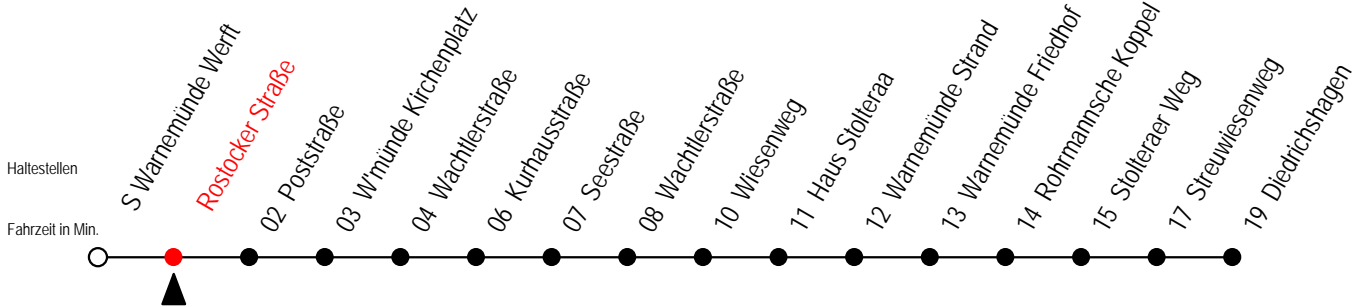 S Warnemünde Werft
Rostocker Straße
02 Poststraße
03 W'münde Kirchenplatz
04 Wachtlerstraße
06 Kurhausstraße
07 Seestraße
08 Wachtlerstraße
10 Wiesenweg
11 Haus Stolteraa
12 Warnemünde Strand
13 Warnemünde Friedhof
14 Rohrmannsche Koppel
15 Stolteraer Weg
17 Streuwiesenweg
19 Diedrichshagen
Haltestellen
Fahrzeit in Min.